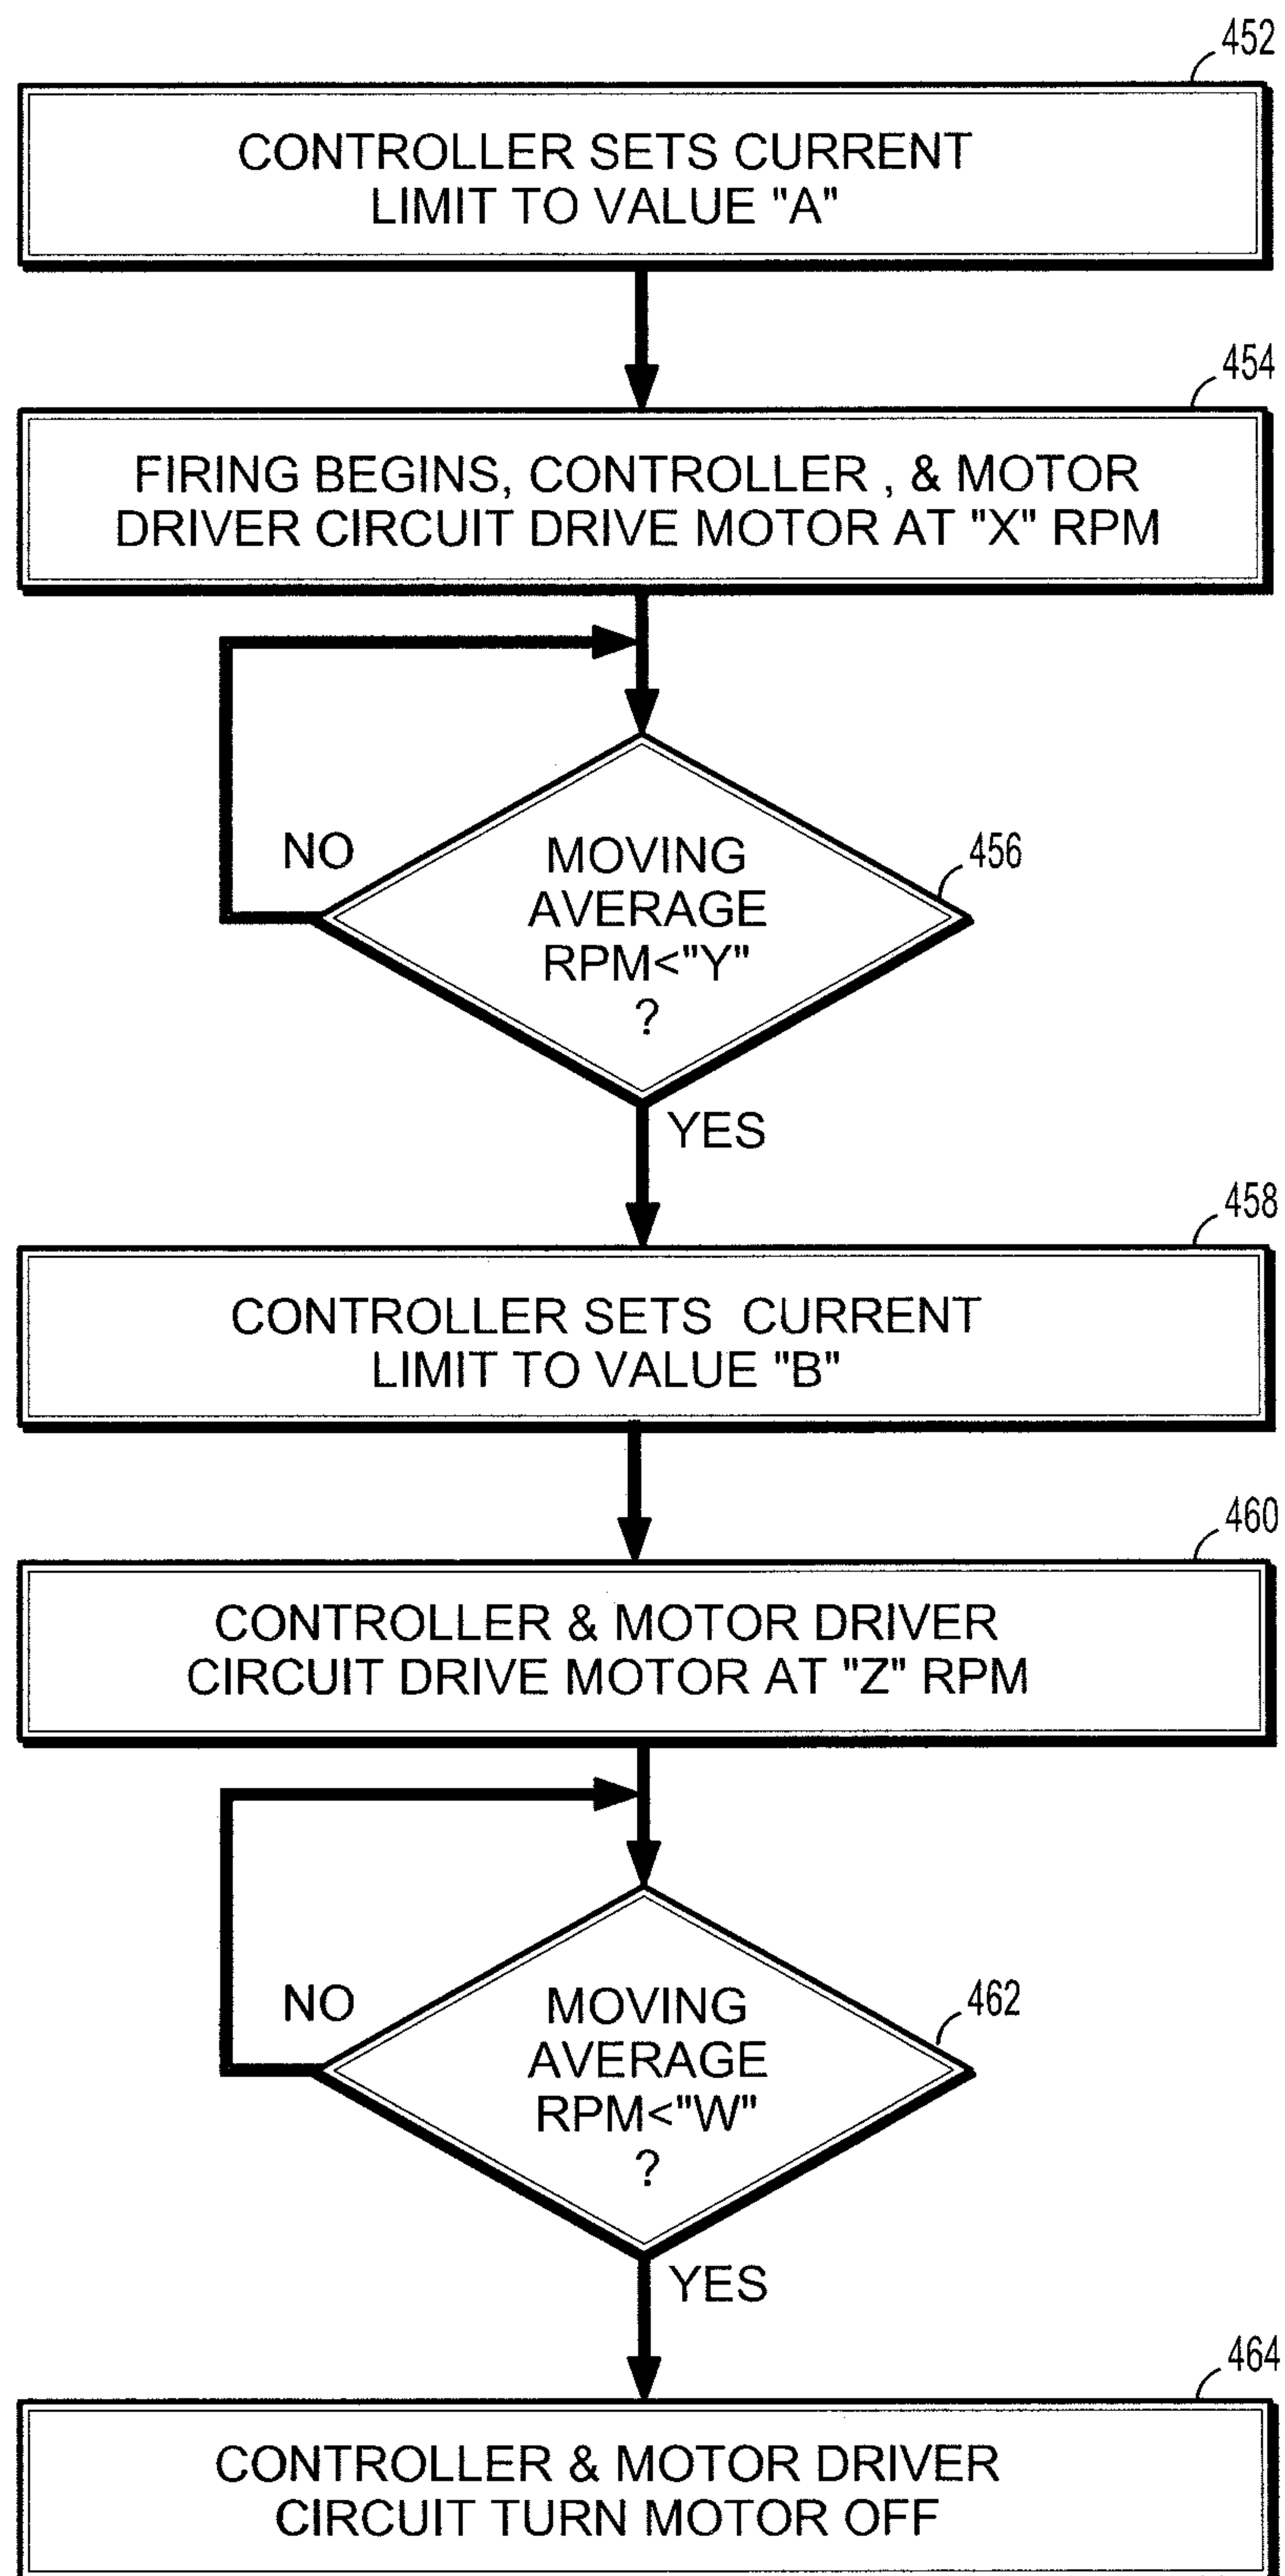 452
CONTROLLER SETS CURRENT
LIMIT TO VALUE "A"
454
FIRING BEGINS, CONTROLLER , & MOTOR
DRIVER CIRCUIT DRIVE MOTOR AT "X" RPM
NO
456
MOVING
AVERAGE
RPM<"Y"
?
YES
458
CONTROLLER SETS CURRENT
LIMIT TO VALUE "B"
460
CONTROLLER & MOTOR DRIVER
CIRCUIT DRIVE MOTOR AT "Z" RPM
NO
462
MOVING
AVERAGE
RPM<"W"
?
YES
464
CONTROLLER & MOTOR DRIVER
CIRCUIT TURN MOTOR OFF